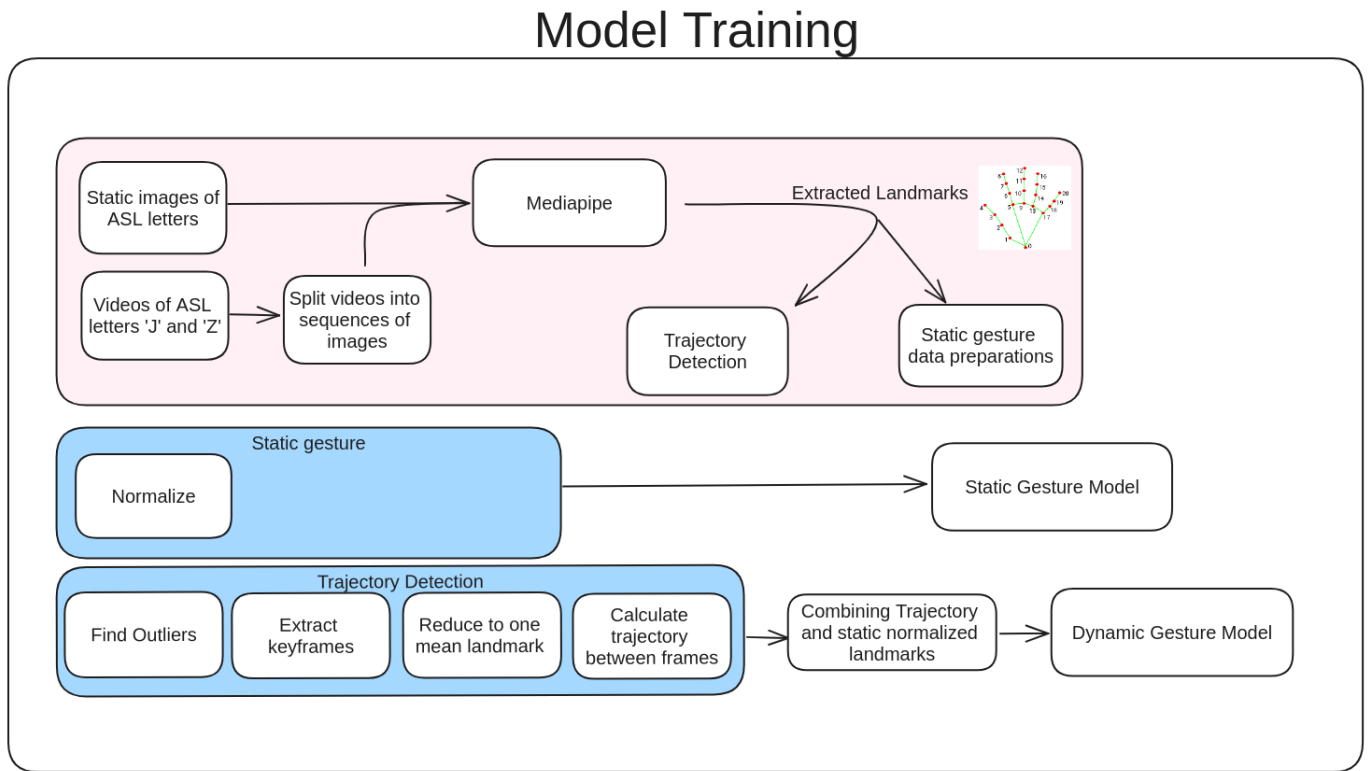 Model Training
Static images of
ASL letters
Mediapipe
Extracted Landmarks
Videos of ASL
letters 'J' and 'Z'
Split videos into
sequences of
images
Trajectory
Detection
Static gesture
data preparations
Static gesture
Normalize
Static Gesture Model
Trajectory Detection
Find Outliers
Extract
keyframes
Reduce to one
mean landmark
Calculate
trajectory
between frames
Combining Trajectory
and static normalized
landmarks
Dynamic Gesture Model